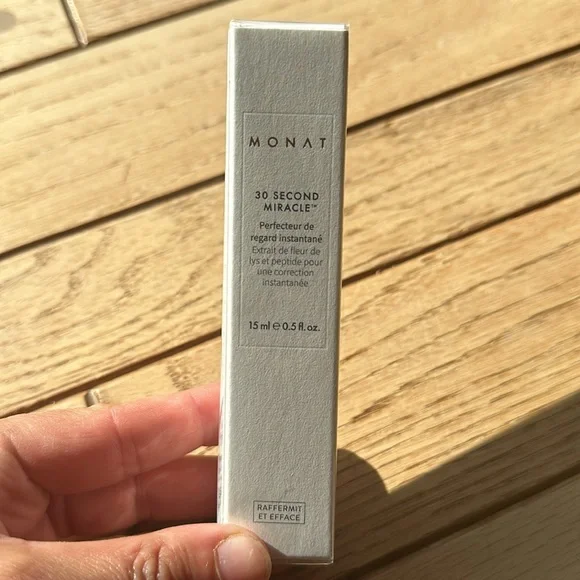 MONAT
30 SECOND
MIRACLE™
Perfecteur de
regard instantané
Extrait de fleur de
lys et peptide pour
une correction
instantanée
15 ml ℮ 0.5 fl. oz.
RAFFERMIT
ET EFFACE